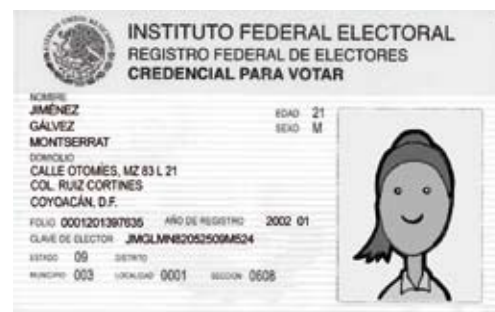 INSTITUTO FEDERAL ELECTORAL
REGISTRO FEDERAL DE ELECTORES
CREDENCIAL PARA VOTAR
NOMBRE
JIMÉNEZ
GÁLVEZ
MONTSERRAT
EDAD 21
SEXO M
DOMICILIO
CALLE OTOMÍES, MZ 83 L 21
COL. RUIZ CORTINES
COYOACÁN, D.F.
FOLIO 0001201397635 AÑO DE REGISTRO 2002 01
CLAVE DE ELECTOR JMGLMN82052509M524
ESTADO 09 DISTRITO
MUNICIPIO 003 LOCALIDAD 0001 SECCION 0608